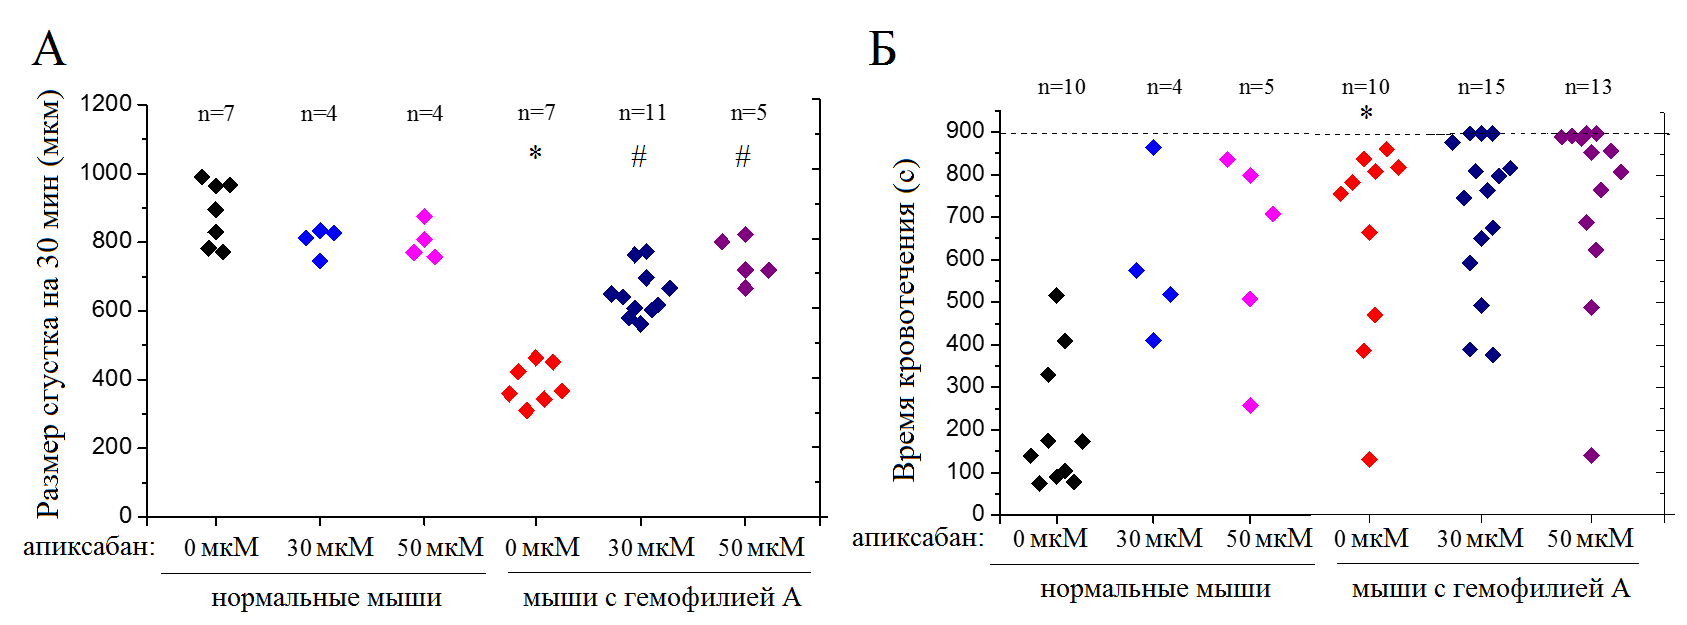 А
Размер сгустка на 30 мин (мкм)
1200
1000
800
600
400
200
0
n=7 n=4 n=4 n=7 n=11 n=5
* # #
апиксабан: 0 мкМ 30 мкМ 50 мкМ 0 мкМ 30 мкМ 50 мкМ
нормальные мыши мыши с гемофилией А
Б
Время кровотечения (с)
900
800
700
600
500
400
300
200
100
0
n=10 n=4 n=5 n=10 n=15 n=13
*
апиксабан: 0 мкМ 30 мкМ 50 мкМ 0 мкМ 30 мкМ 50 мкМ
нормальные мыши мыши с гемофилией А